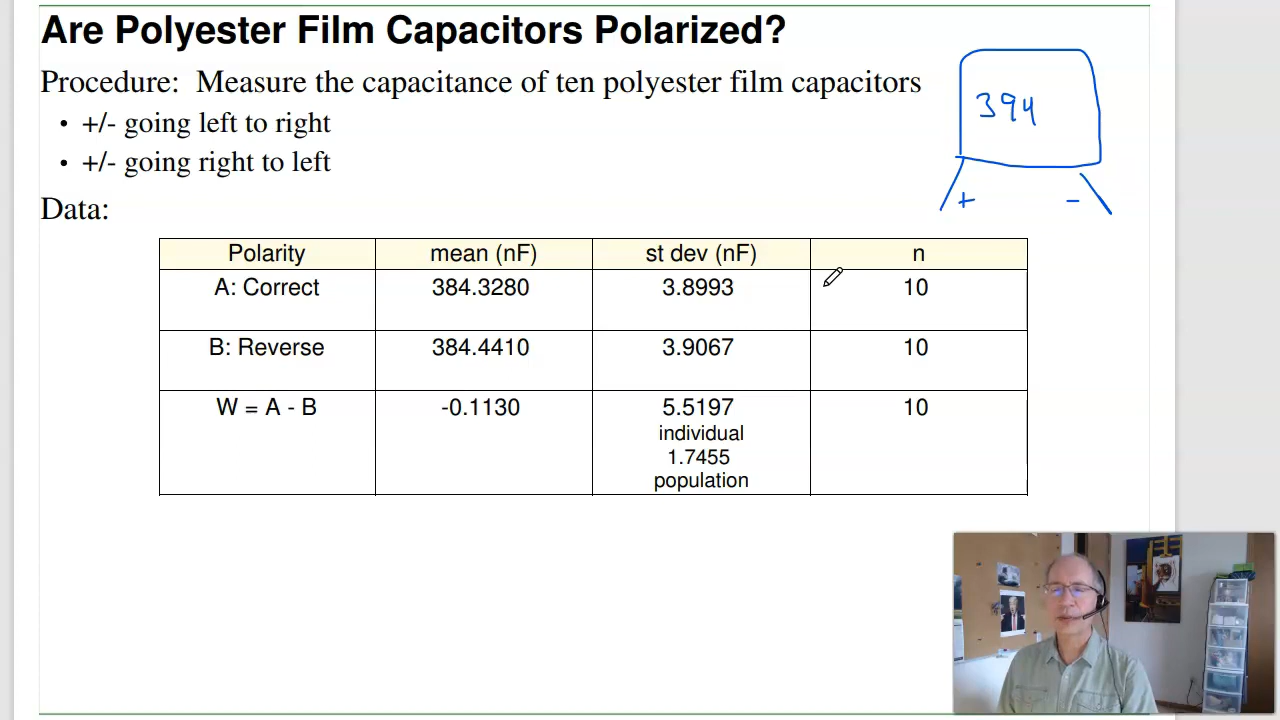 Are Polyester Film Capacitors Polarized?
Procedure: Measure the capacitance of ten polyester film capacitors
• +/- going left to right
• +/- going right to left
Data:
394
+ -
Polarity mean (nF) st dev (nF) n
A: Correct 384.3280 3.8993 10
B: Reverse 384.4410 3.9067 10
W = A - B -0.1130 5.5197 10
individual
1.7455
population